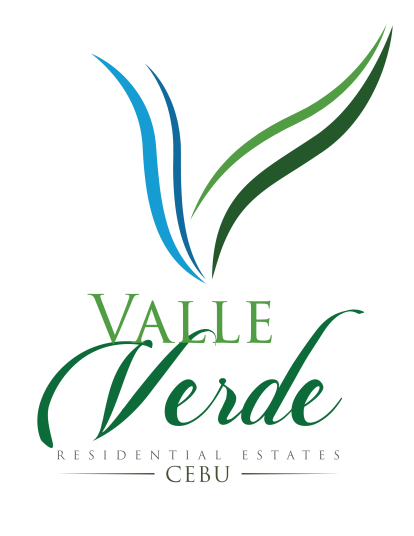 VALLE
Verde
RESIDENTIAL ESTATES
CEBU